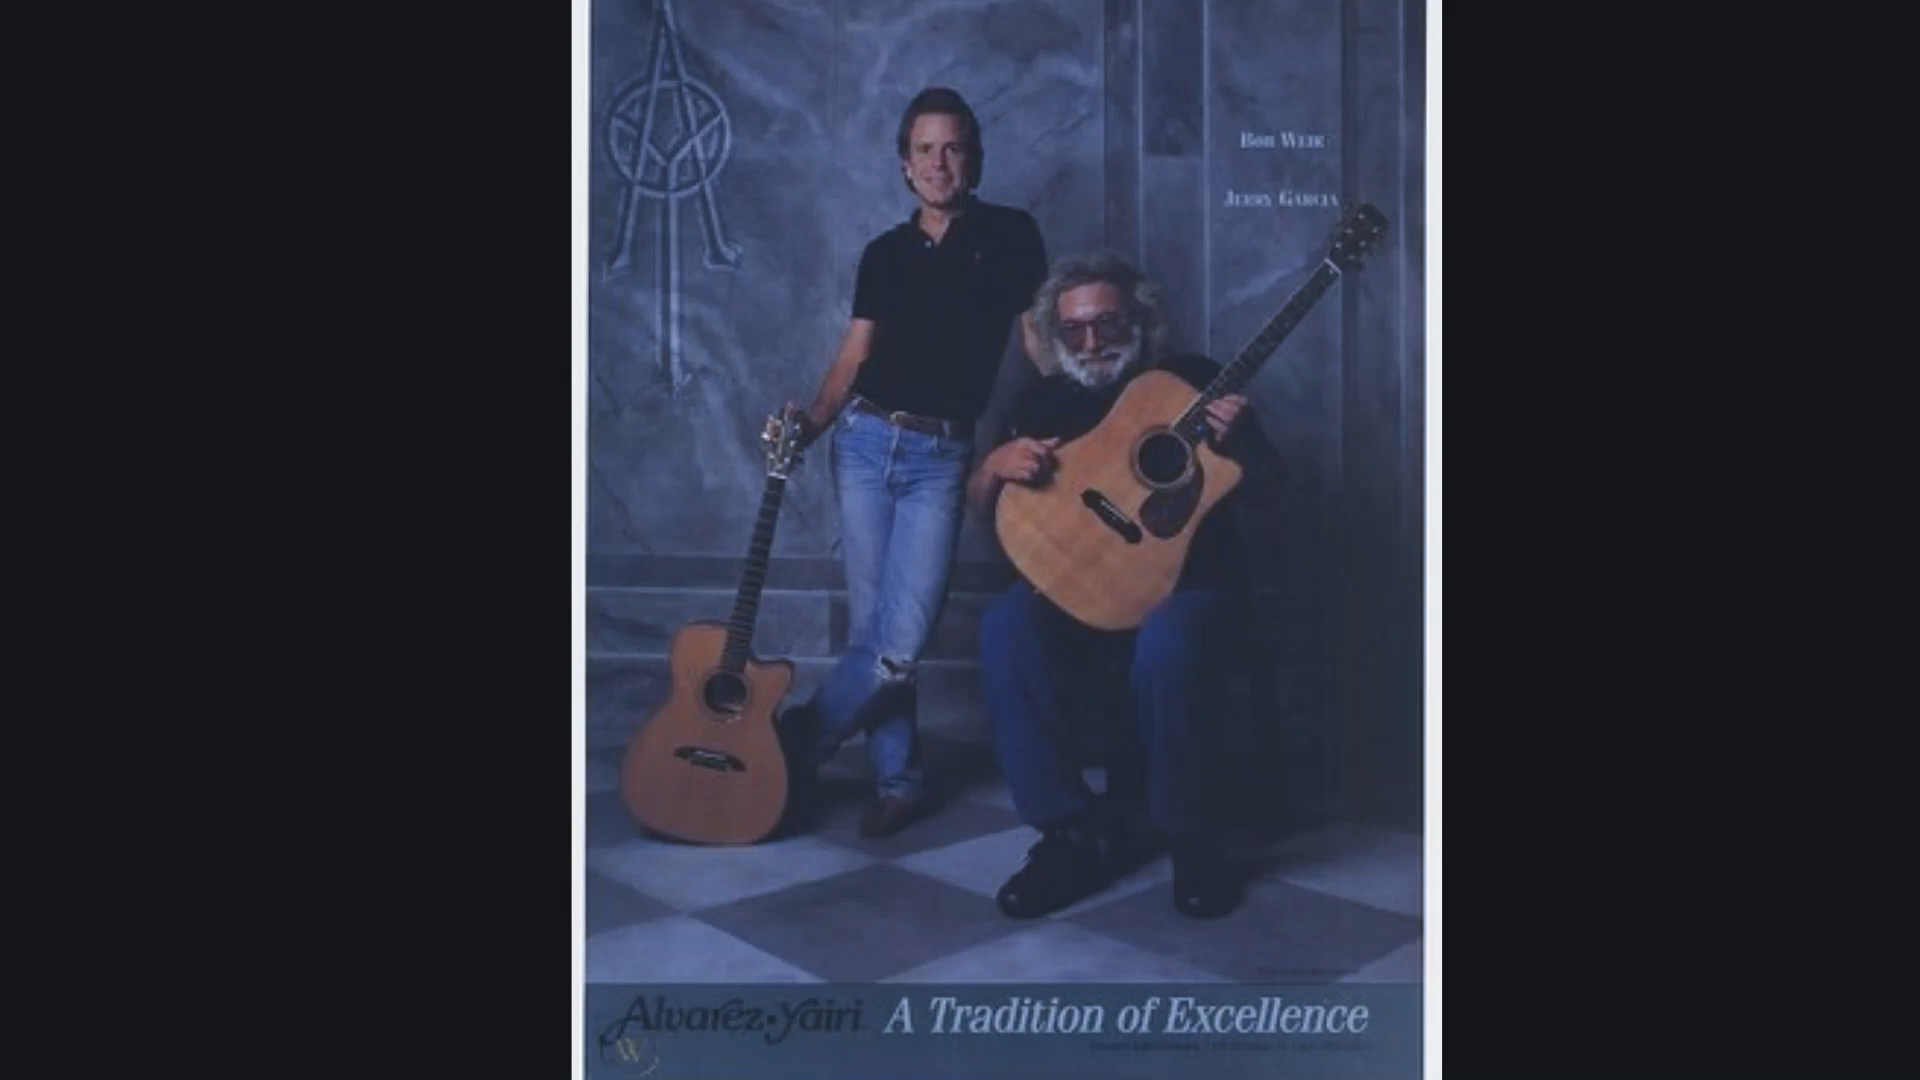 BOB WEIR
JERRY GARCIA
Alvarez·Yairi A Tradition of Excellence
W